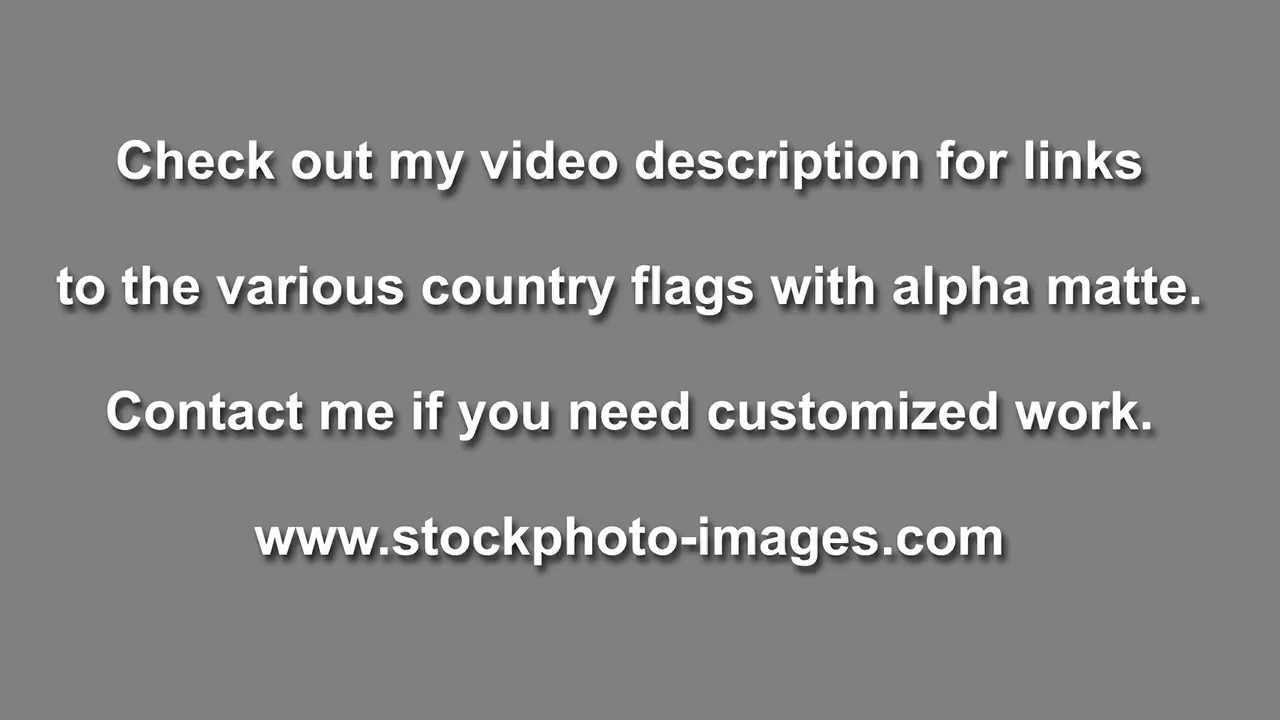 Check out my video description for links
to the various country flags with alpha matte.
Contact me if you need customized work.
www.stockphoto-images.com